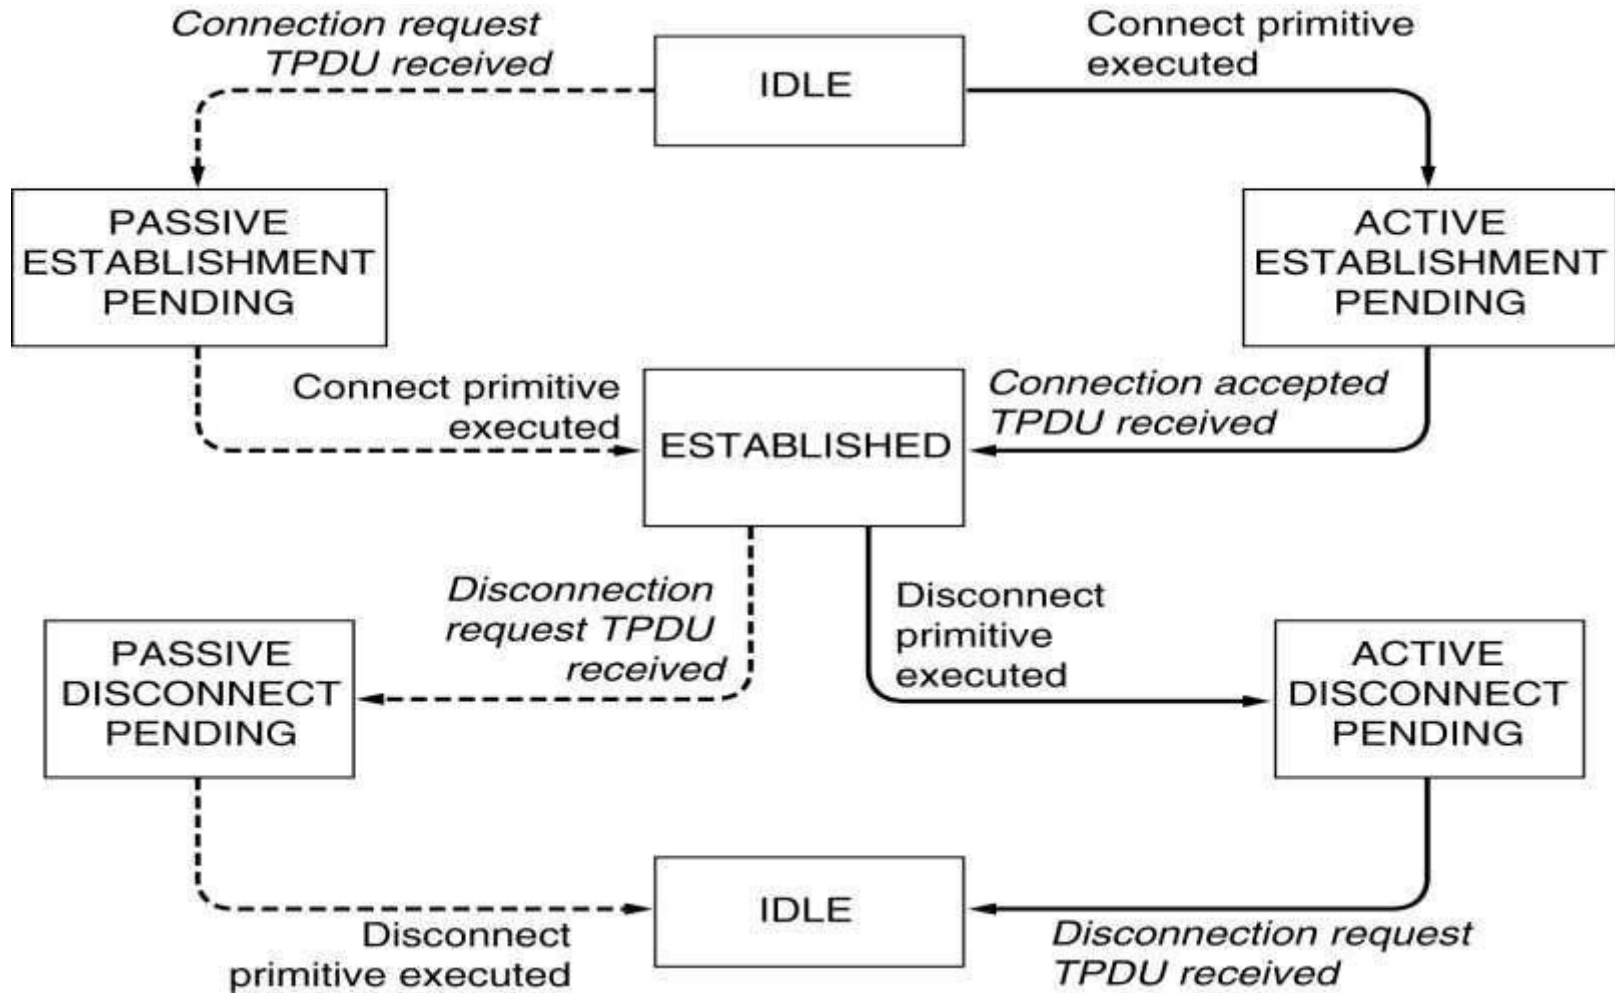 Connection request
TPDU received
IDLE
Connect primitive
executed
PASSIVE
ESTABLISHMENT
PENDING
ACTIVE
ESTABLISHMENT
PENDING
Connect primitive
executed
ESTABLISHED
Connection accepted
TPDU received
Disconnection
request TPDU
received
Disconnect
primitive
executed
PASSIVE
DISCONNECT
PENDING
ACTIVE
DISCONNECT
PENDING
Disconnect
primitive executed
IDLE
Disconnection request
TPDU received